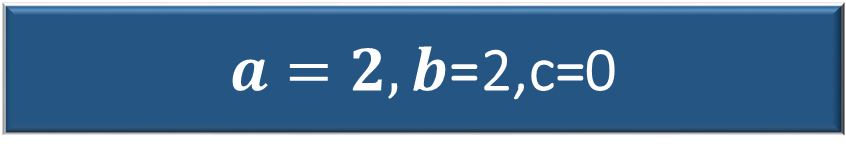 a = 2, b=2,c=0